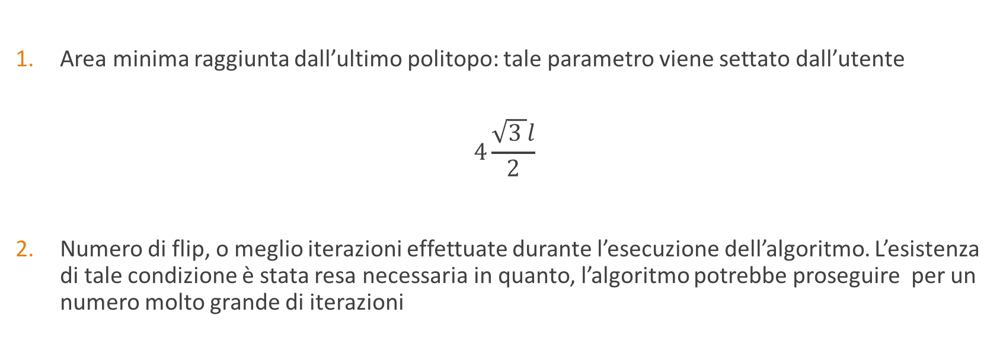 1. Area minima raggiunta dall’ultimo politopo: tale parametro viene settato dall’utente
4 √3 l / 2
2. Numero di flip, o meglio iterazioni effettuate durante l’esecuzione dell’algoritmo. L’esistenza
di tale condizione è stata resa necessaria in quanto, l’algoritmo potrebbe proseguire per un
numero molto grande di iterazioni